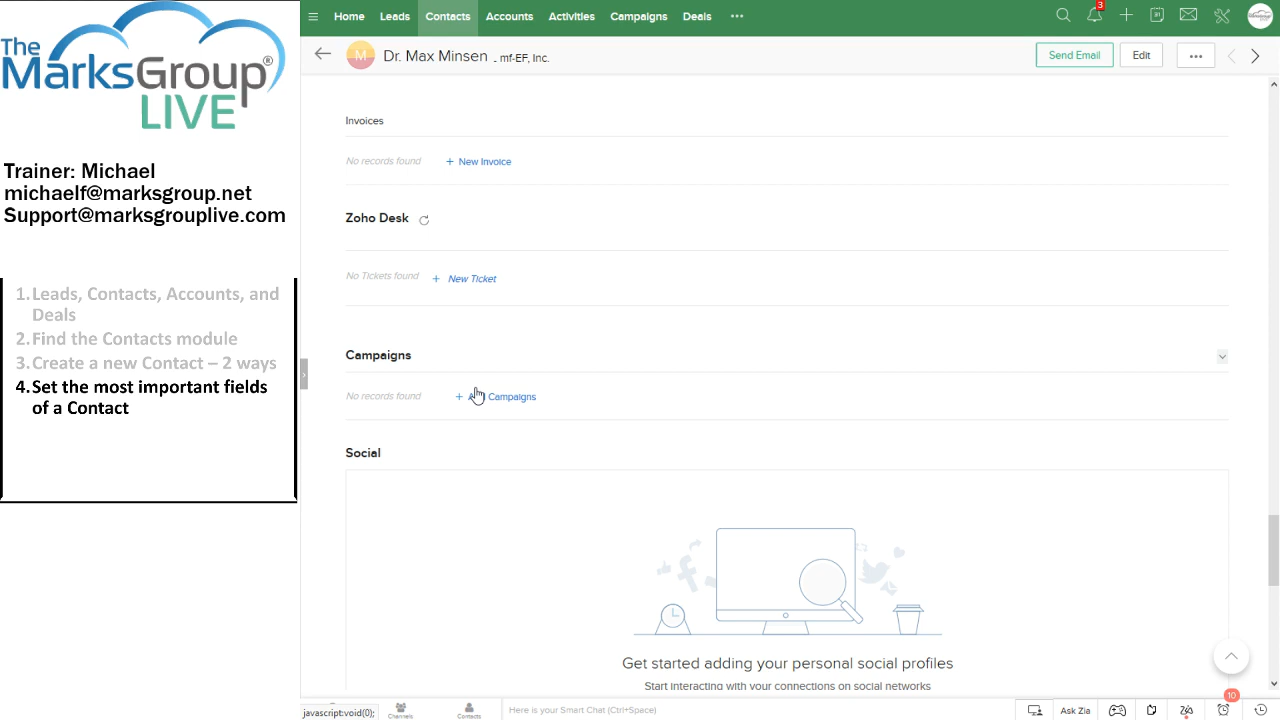 The
MarksGroup®
LIVE
Trainer: Michael
michaelf@marksgroup.net
Support@marksgrouplive.com
1. Leads, Contacts, Accounts, and
Deals
2. Find the Contacts module
3. Create a new Contact – 2 ways
4. Set the most important fields
of a Contact
Home Leads Contacts Accounts Activities Campaigns Deals ••• 3
M Dr. Max Minsen - mf-EF, Inc. Send Email Edit •••
Invoices
No records found + New Invoice
Zoho Desk
No Tickets found + New Ticket
Campaigns
No records found + Campaigns
Social
Get started adding your personal social profiles
Start interacting with your connections on social networks
10
javascript:void(0);
Channels Contacts Here is your Smart Chat (Ctrl+Space) Ask Zia